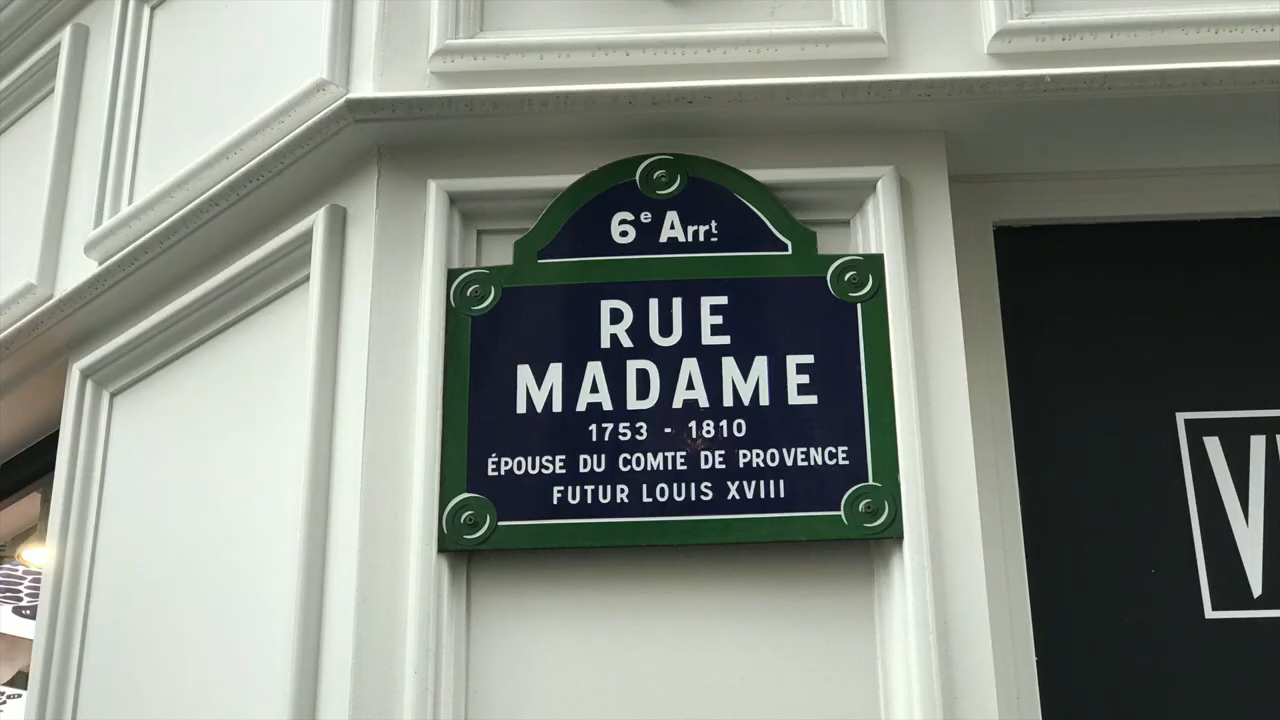 6e Arrt
RUE
MADAME
1753 - 1810
ÉPOUSE DU COMTE DE PROVENCE
FUTUR LOUIS XVIII